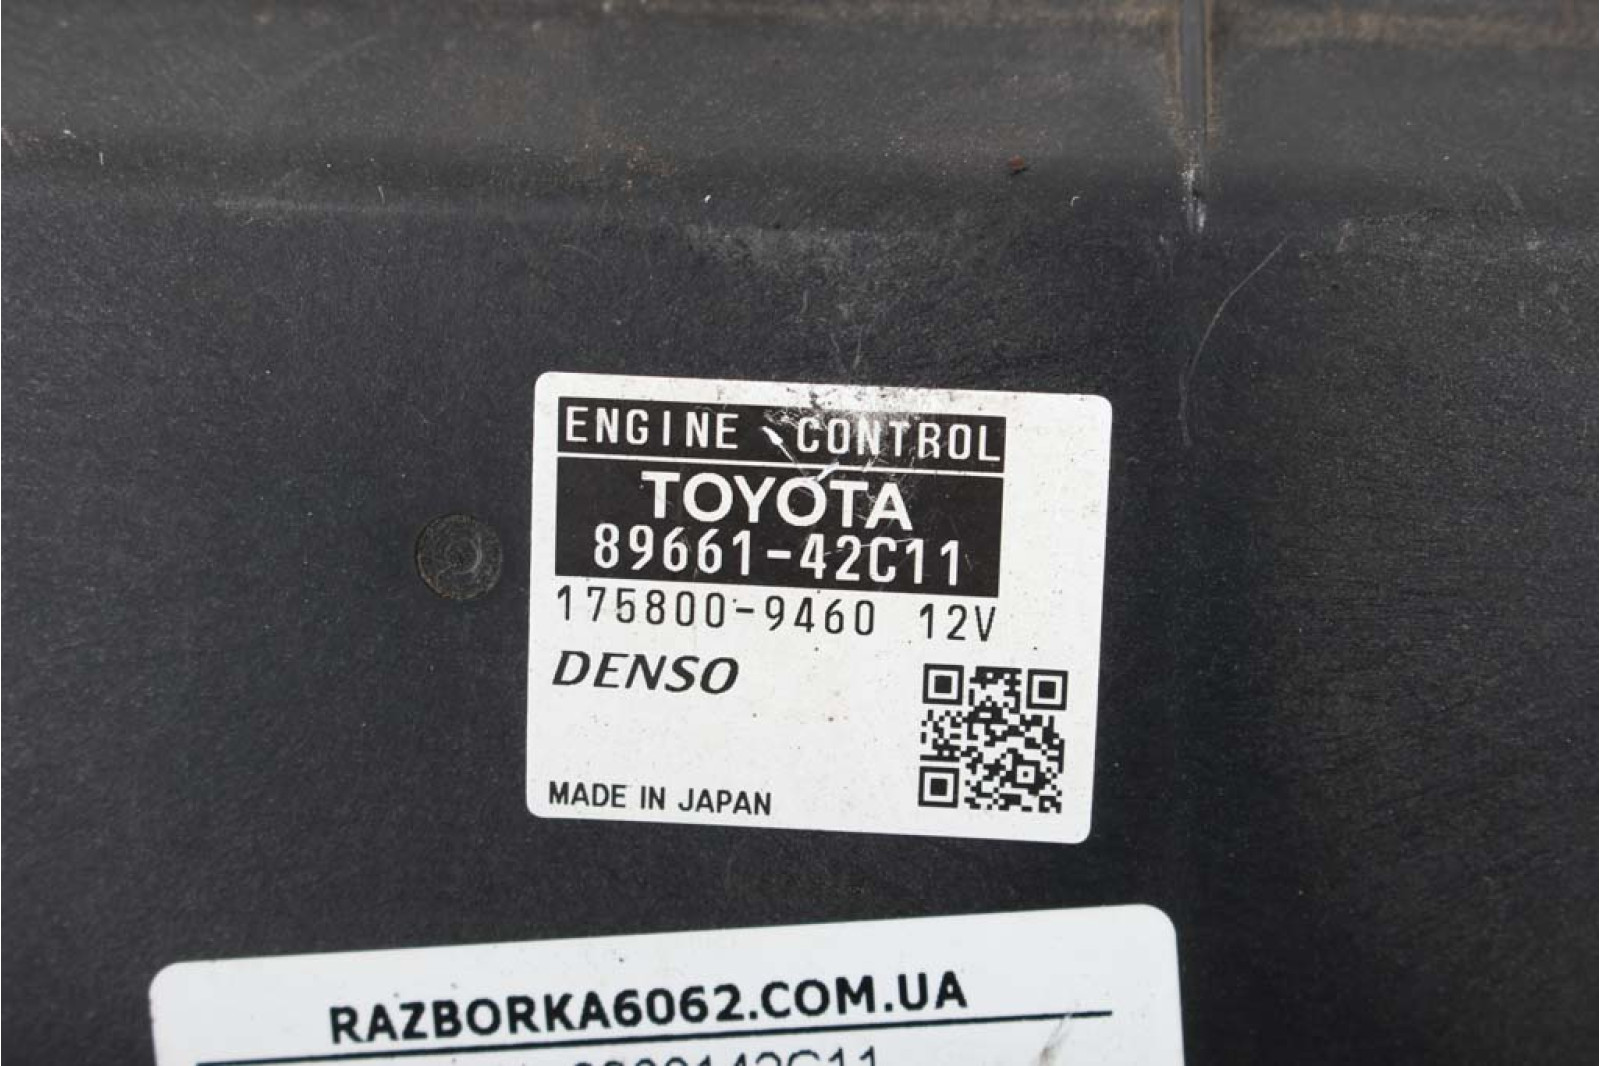 ENGINE CONTROL
TOYOTA
89661-42C11
175800-9460 12V
DENSO
MADE IN JAPAN
RAZBORKA6062.COM.UA